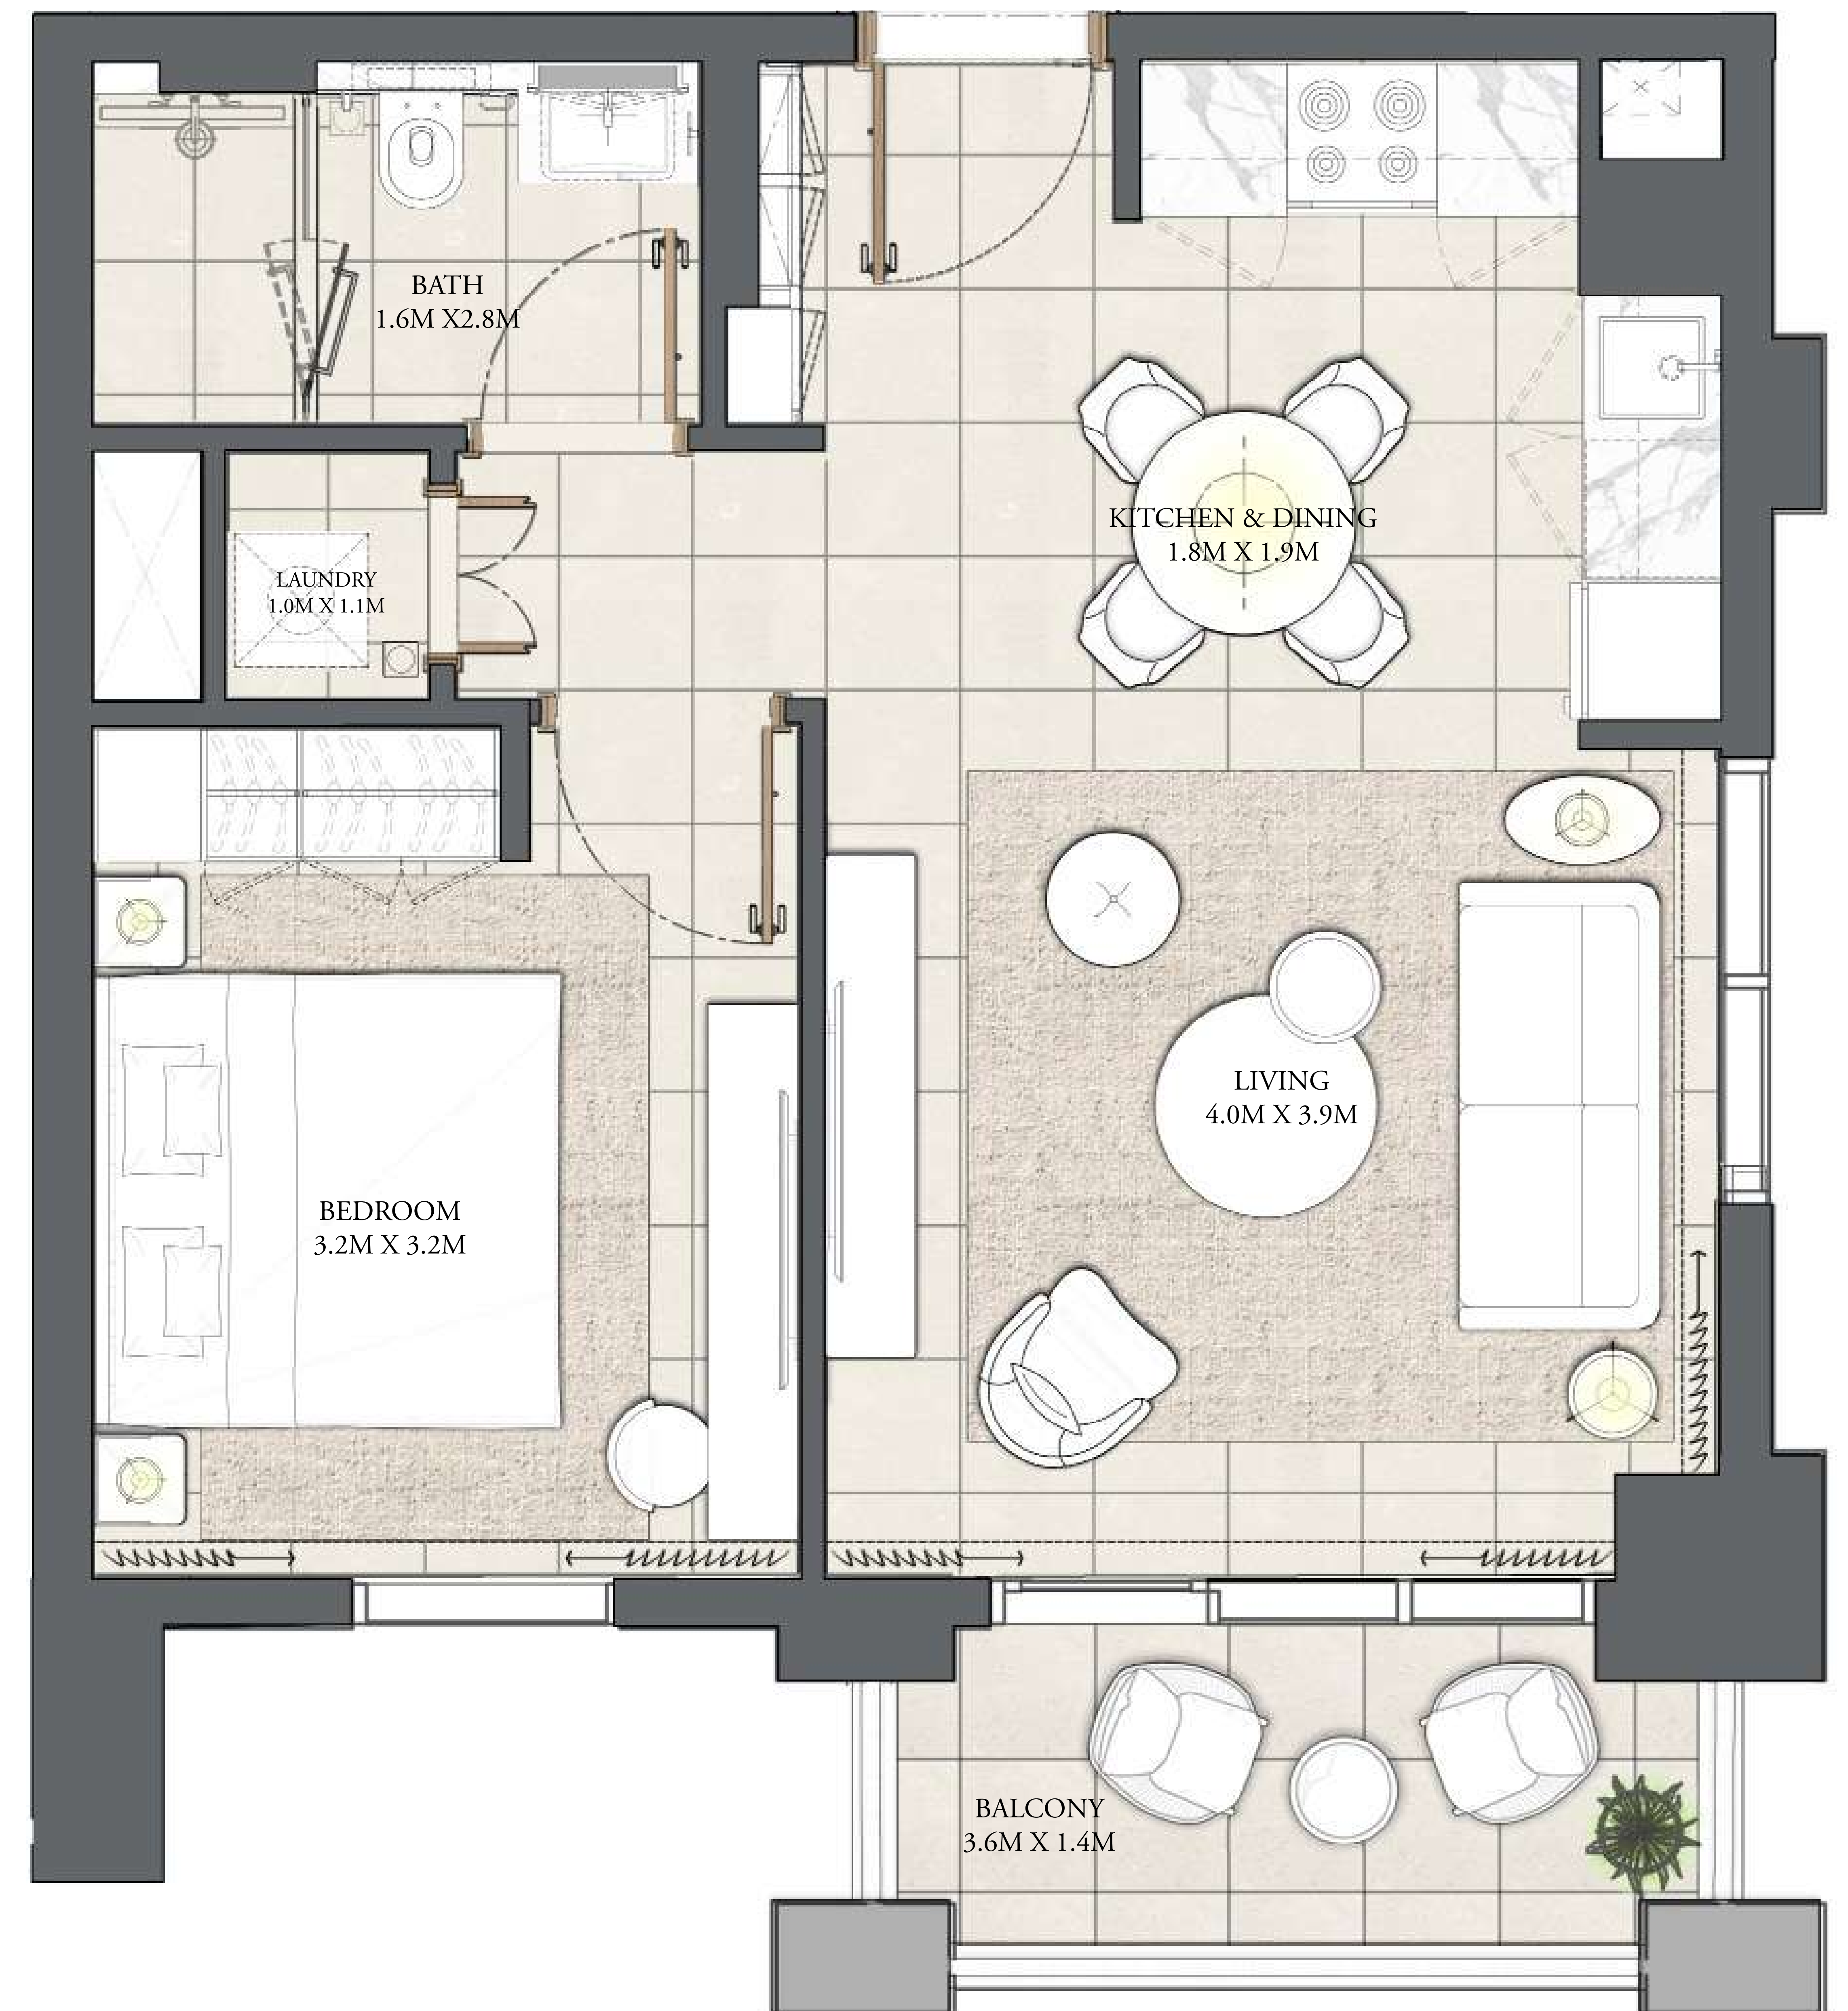 BATH
1.6M X2.8M
KITCHEN & DINING
1.8M X 1.9M
LAUNDRY
1.0M X 1.1M
LIVING
4.0M X 3.9M
BEDROOM
3.2M X 3.2M
BALCONY
3.6M X 1.4M